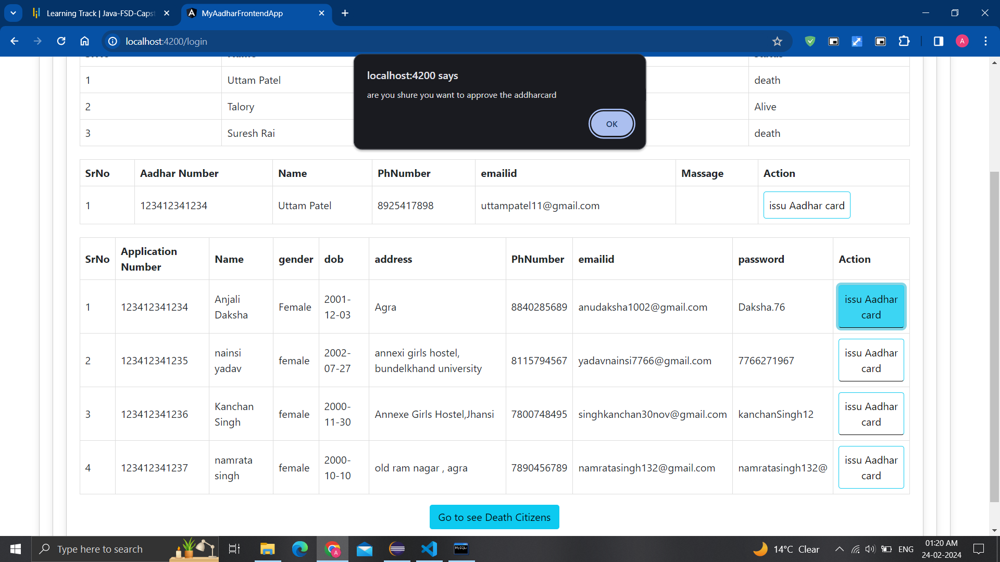 Learning Track | Java-FSD-Capst
MyAadharFrontendApp
localhost:4200/login
A
localhost:4200 says
are you shure you want to approve the addharcard
OK
SrNo Name Status
1 Uttam Patel death
2 Talory Alive
3 Suresh Rai death
SrNo Aadhar Number Name PhNumber emailid Massage Action
1 123412341234 Uttam Patel 8925417898 uttampatel11@gmail.com issu Aadhar card
SrNo Application Number Name gender dob address PhNumber emailid password Action
1 123412341234 Anjali Daksha Female 2001-12-03 Agra 8840285689 anudaksha1002@gmail.com Daksha.76 issu Aadhar card
2 123412341235 nainsi yadav female 2002-07-27 annexi girls hostel, bundelkhand university 8115794567 yadavnainsi7766@gmail.com 7766271967 issu Aadhar card
3 123412341236 Kanchan Singh female 2000-11-30 Annexe Girls Hostel,Jhansi 7800748495 singhkanchan30nov@gmail.com kanchanSingh12 issu Aadhar card
4 123412341237 namrata singh female 2000-10-10 old ram nagar , agra 7890456789 namratasingh132@gmail.com namratasingh132@ issu Aadhar card
Go to see Death Citizens
Type here to search
14°C Clear
ENG
01:20 AM
24-02-2024